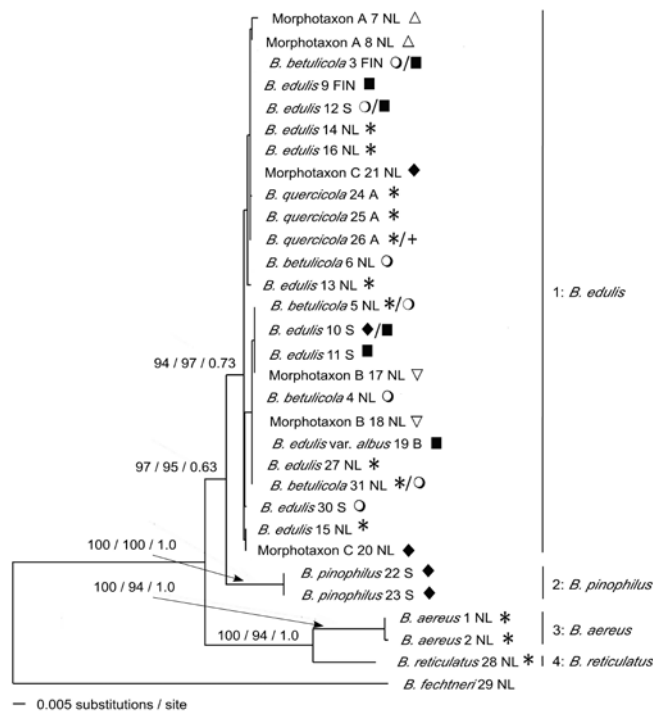 Morphotaxon A 7 NL △
Morphotaxon A 8 NL △
B. betulicola 3 FIN ❍/■
B. edulis 9 FIN ■
B. edulis 12 S ❍/■
B. edulis 14 NL *
B. edulis 16 NL *
Morphotaxon C 21 NL ◆
B. quercicola 24 A *
B. quercicola 25 A *
B. quercicola 26 A */+
B. betulicola 6 NL ❍
B. edulis 13 NL *
1: B. edulis
B. betulicola 5 NL */❍
B. edulis 10 S ◆/■
B. edulis 11 S ■
94 / 97 / 0.73
Morphotaxon B 17 NL ▽
B. betulicola 4 NL ❍
Morphotaxon B 18 NL ▽
B. edulis var. albus 19 B ■
97 / 95 / 0.63
B. edulis 27 NL *
B. betulicola 31 NL */❍
B. edulis 30 S ❍
B. edulis 15 NL *
100 / 100 / 1.0
Morphotaxon C 20 NL ◆
B. pinophilus 22 S ◆
2: B. pinophilus
100 / 94 / 1.0
B. pinophilus 23 S ◆
B. aereus 1 NL *
3: B. aereus
100 / 94 / 1.0
B. aereus 2 NL *
B. reticulatus 28 NL *
4: B. reticulatus
B. fechtneri 29 NL
0.005 substitutions / site